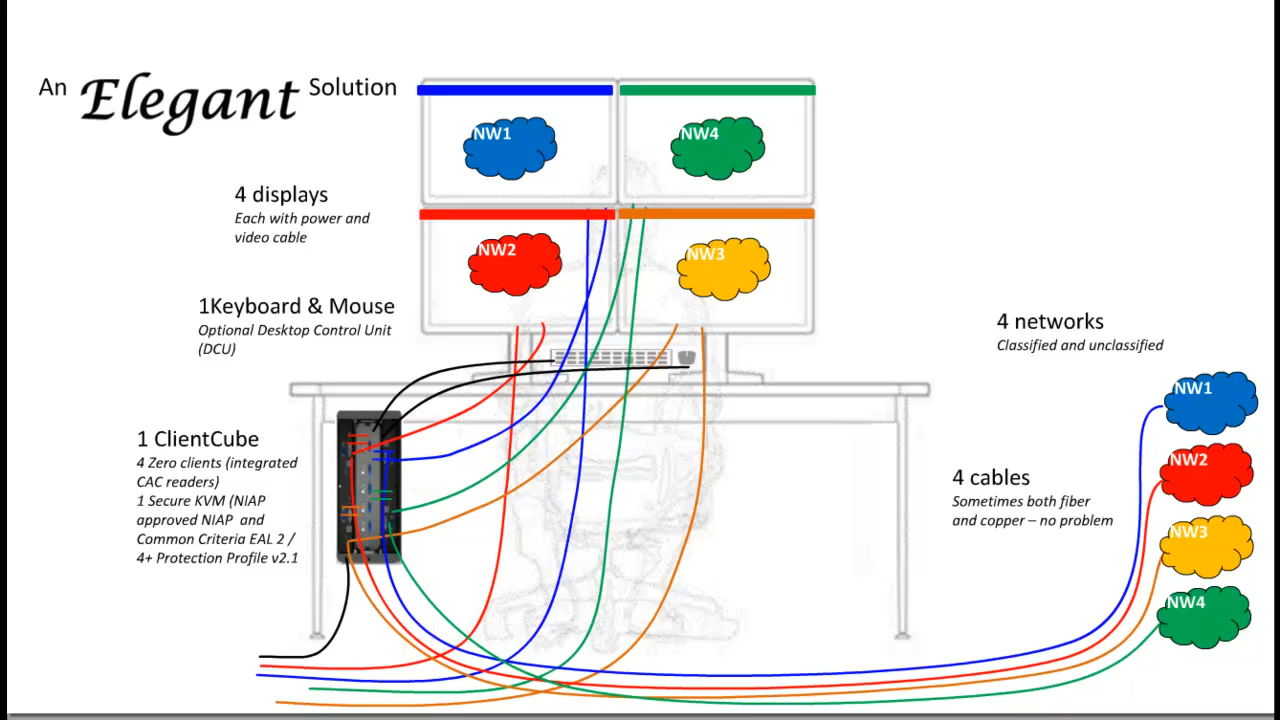 An Elegant Solution
NW1
NW4
4 displays
Each with power and
video cable
NW2
NW3
1Keyboard & Mouse
Optional Desktop Control Unit
(DCU)
4 networks
Classified and unclassified
NW1
1 ClientCube
4 Zero clients (integrated
CAC readers)
1 Secure KVM (NIAP
approved NIAP and
Common Criteria EAL 2 /
4+ Protection Profile v2.1
4 cables
Sometimes both fiber
and copper – no problem
NW2
NW3
NW4